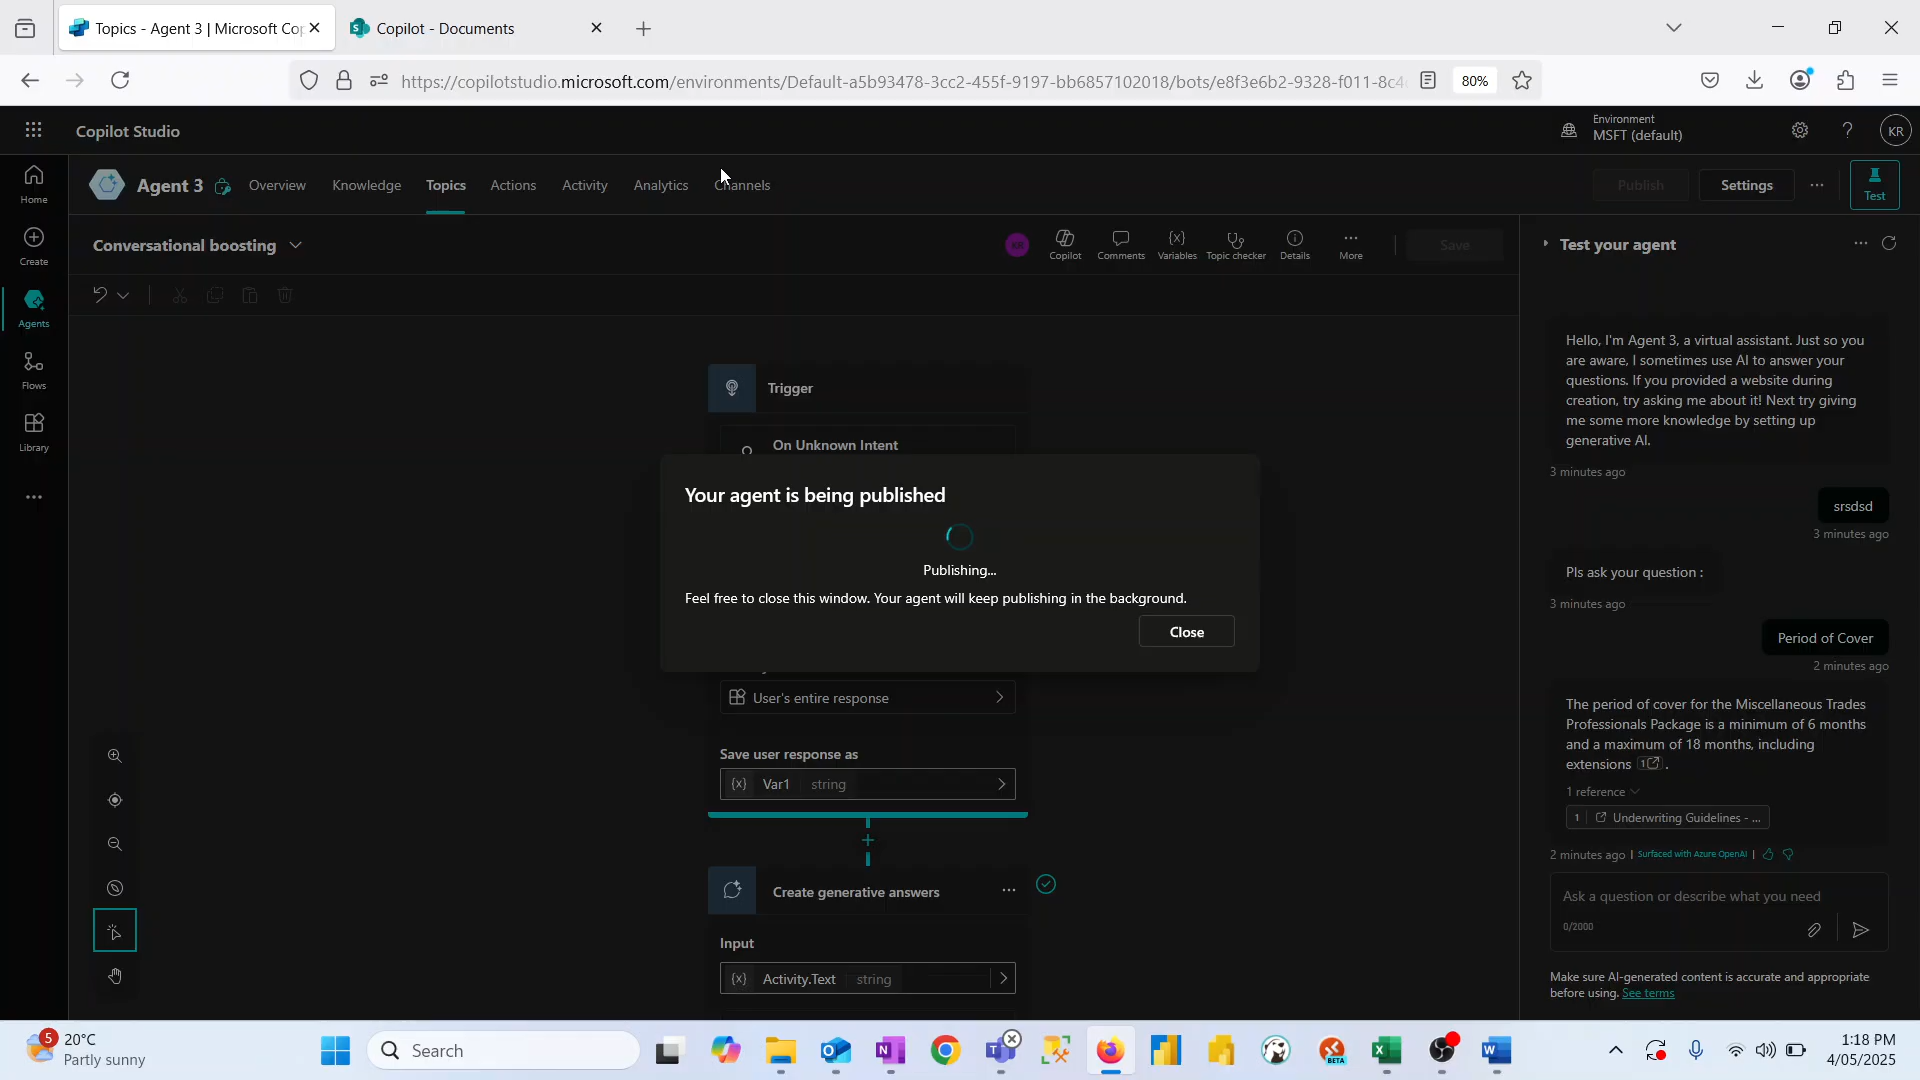 Topics - Agent 3 | Microsoft Cop
Copilot - Documents
https://copilotstudio.microsoft.com/environments/Default-a5b93478-3cc2-455f-9197-bb6857102018/bots/e8f3e6b2-9328-f011-8c4
80%
Copilot Studio
Environment
MSFT (default)
KR
Home
Create
Agents
Flows
Library
Agent 3
Overview
Knowledge
Topics
Actions
Activity
Analytics
Channels
Publish
Settings
Test
Conversational boosting
KR
Copilot
Comments
Variables
Topic checker
Details
More
Save
Trigger
On Unknown Intent
Your agent is being published
Publishing...
Feel free to close this window. Your agent will keep publishing in the background.
Close
User's entire response
Save user response as
{x} Var1 string
Create generative answers
Input
{x} Activity.Text string
Test your agent
Hello, I'm Agent 3, a virtual assistant. Just so you
are aware, I sometimes use AI to answer your
questions. If you provided a website during
creation, try asking me about it! Next try giving
me some more knowledge by setting up
generative AI.
3 minutes ago
srsdsd
3 minutes ago
Pls ask your question :
3 minutes ago
Period of Cover
2 minutes ago
The period of cover for the Miscellaneous Trades
Professionals Package is a minimum of 6 months
and a maximum of 18 months, including
extensions 1 .
1 reference
1 Underwriting Guidelines - ...
2 minutes ago | Surfaced with Azure OpenAI |
Ask a question or describe what you need
0/2000
Make sure AI-generated content is accurate and appropriate
before using. See terms
5
20°C
Partly sunny
Search
BETA
1:18 PM
4/05/2025